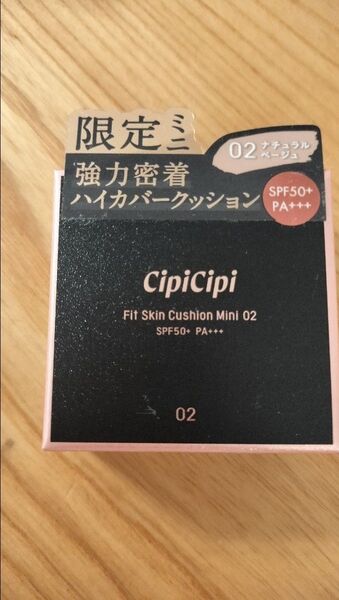 限定ミニ
02 ナチュラル
ベージュ
強力密着
ハイカバークッション
SPF50+
PA+++
CipiCipi
Fit Skin Cushion Mini 02
SPF50+ PA+++
02